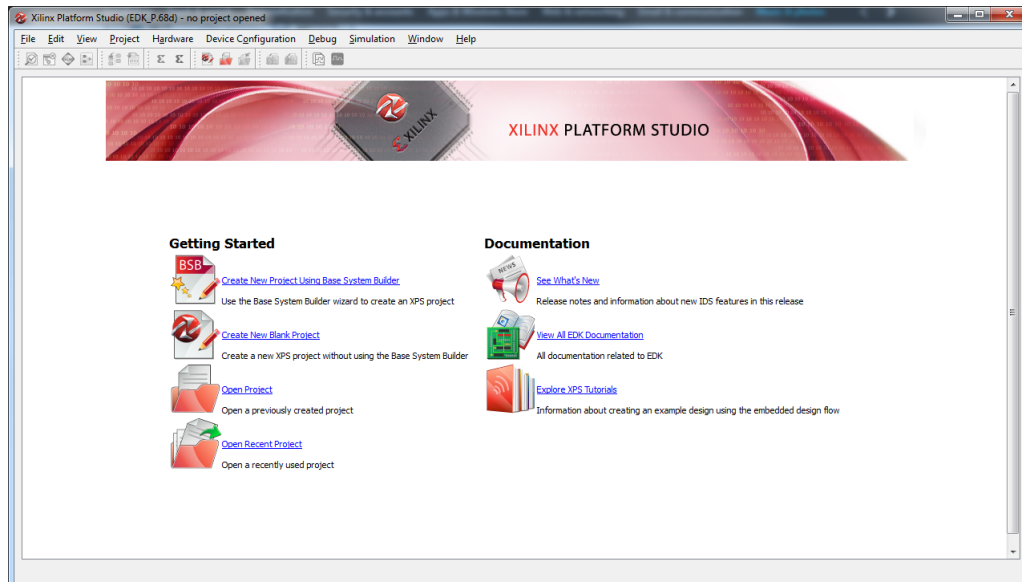 Xilinx Platform Studio (EDK_P.68d) - no project opened
File Edit View Project Hardware Device Configuration Debug Simulation Window Help
XILINX
XILINX PLATFORM STUDIO
Getting Started
BSB
Create New Project Using Base System Builder
Use the Base System Builder wizard to create an XPS project
Create New Blank Project
Create a new XPS project without using the Base System Builder
Open Project
Open a previously created project
Open Recent Project
Open a recently used project
Documentation
NEWS
See What's New
Release notes and information about new IDS features in this release
View All EDK Documentation
All documentation related to EDK
Explore XPS Tutorials
Information about creating an example design using the embedded design flow